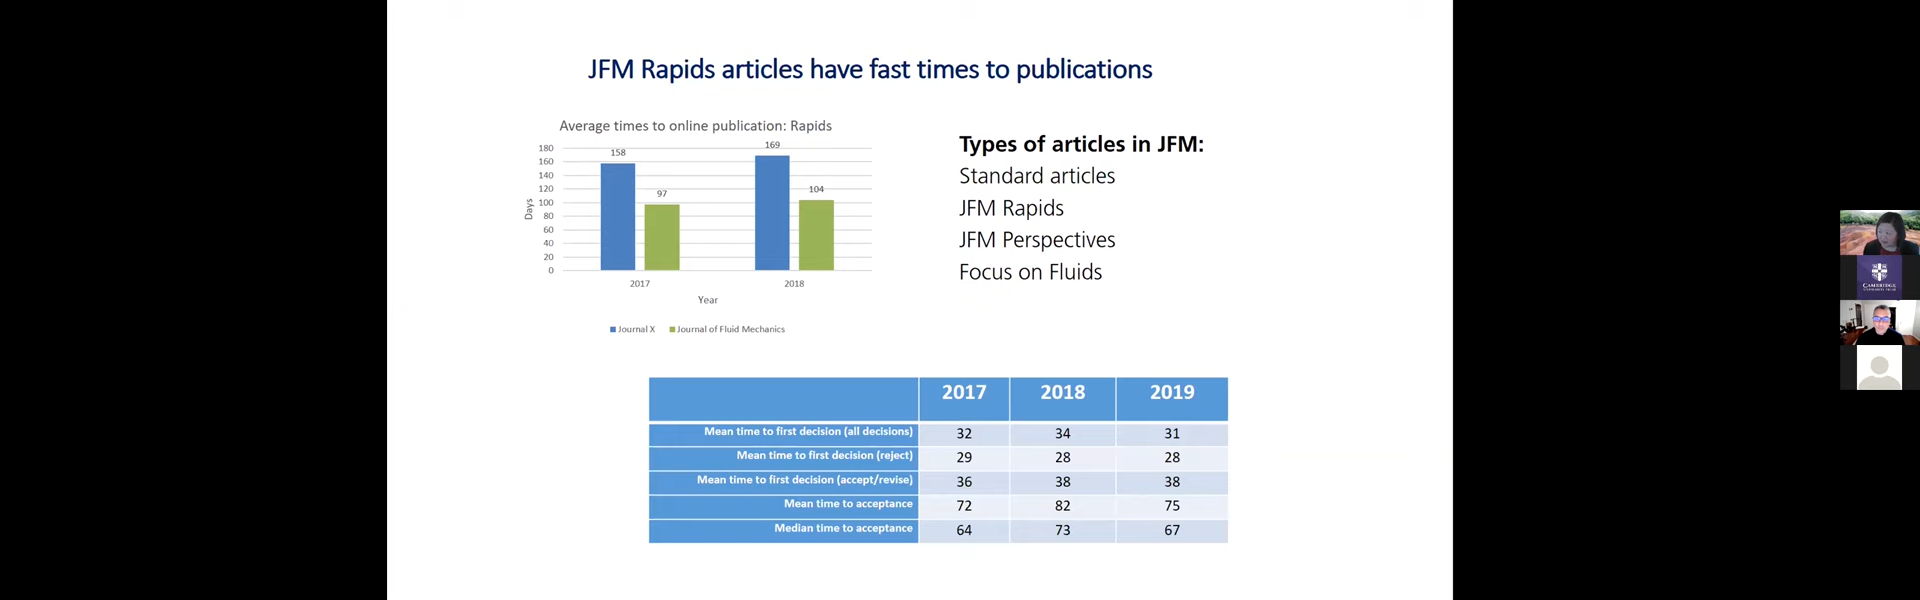 JFM Rapids articles have fast times to publications
Average times to online publication: Rapids
180
160
140
120
100
80
60
40
20
0
Days
158
97
169
104
2017
2018
Year
Journal X
Journal of Fluid Mechanics
Types of articles in JFM:
Standard articles
JFM Rapids
JFM Perspectives
Focus on Fluids
2017 2018 2019
Mean time to first decision (all decisions) 32 34 31
Mean time to first decision (reject) 29 28 28
Mean time to first decision (accept/revise) 36 38 38
Mean time to acceptance 72 82 75
Median time to acceptance 64 73 67
CAMBRIDGE